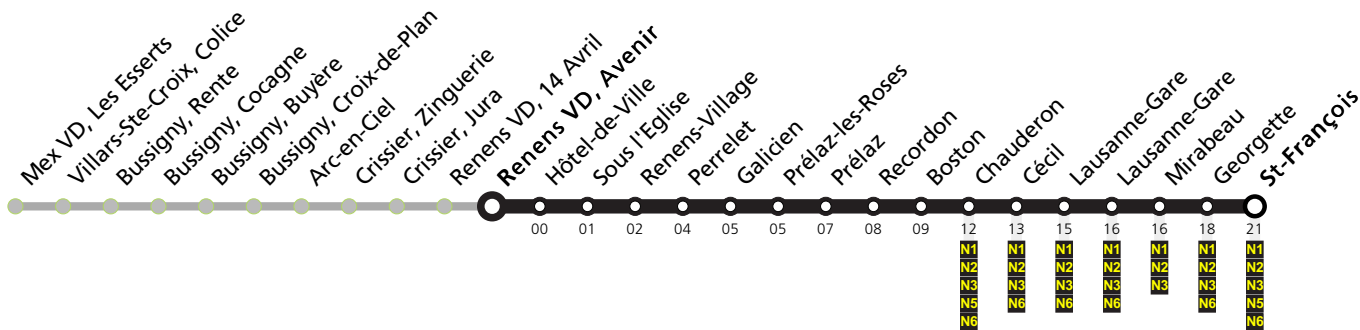 Mex VD, Les Esserts
Villars-Ste-Croix, Colice
Bussigny, Rente
Bussigny, Cocagne
Bussigny, Buyère
Bussigny, Croix-de-Plan
Arc-en-Ciel
Crissier, Zinguerie
Crissier, Jura
Renens VD, 14 Avril
Renens VD, Avenir
Hôtel-de-Ville
Sous l'Eglise
Renens-Village
Perrelet
Galicien
Prélaz-les-Roses
Prélaz
Recordon
Boston
Chauderon
Cécil
Lausanne-Gare
Lausanne-Gare
Mirabeau
Georgette
St-François
00 01 02 04 05 05 07 08 09 12 13 15 16 16 18 21
N1 N1 N1 N1 N1 N1 N1
N2 N2 N2 N2 N2 N2 N2
N3 N3 N3 N3 N3 N3 N3
N5 N6 N6 N6 N6 N5
N6 N6